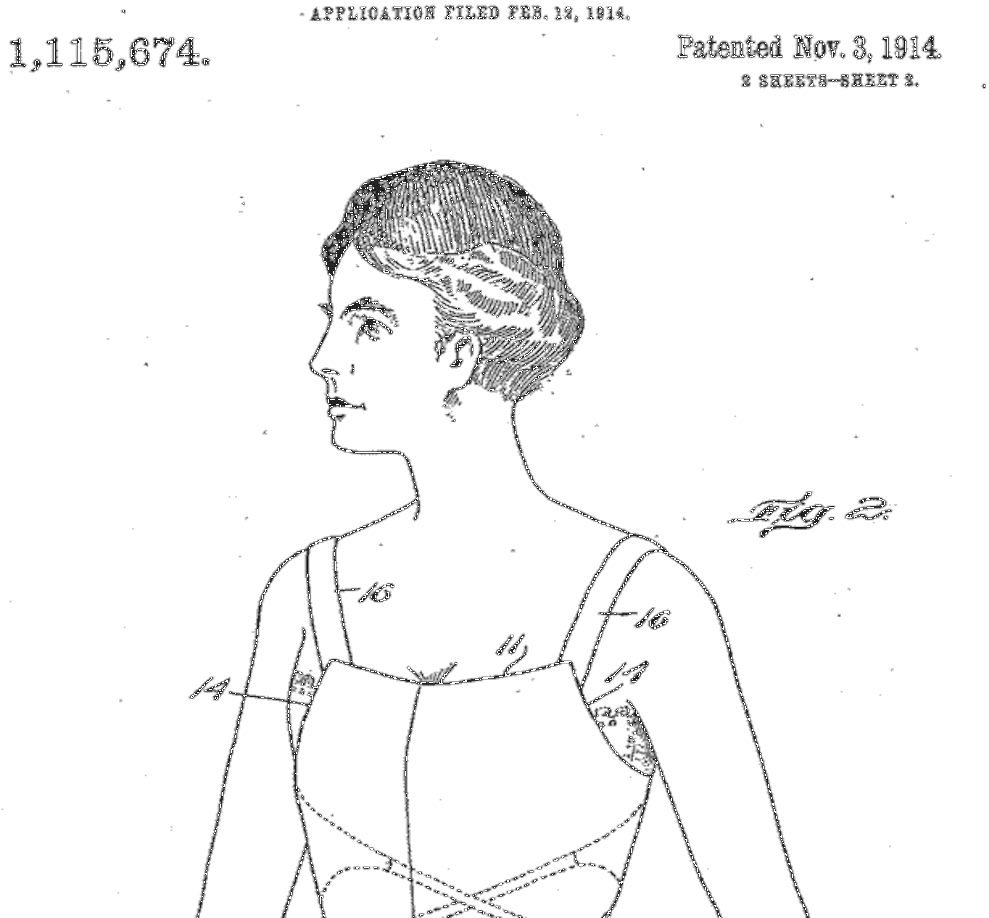 APPLICATION FILED FEB. 12, 1914.
1,115,674.
Patented Nov. 3, 1914.
2 SHEETS—SHEET 2.
Fig. 2.
16
16
11
14
14